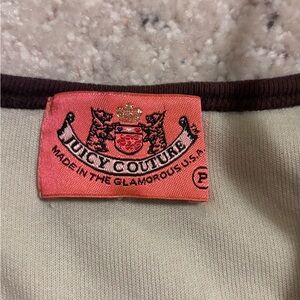 JUICY COUTURE
MADE IN THE GLAMOROUS U.S.A.
P